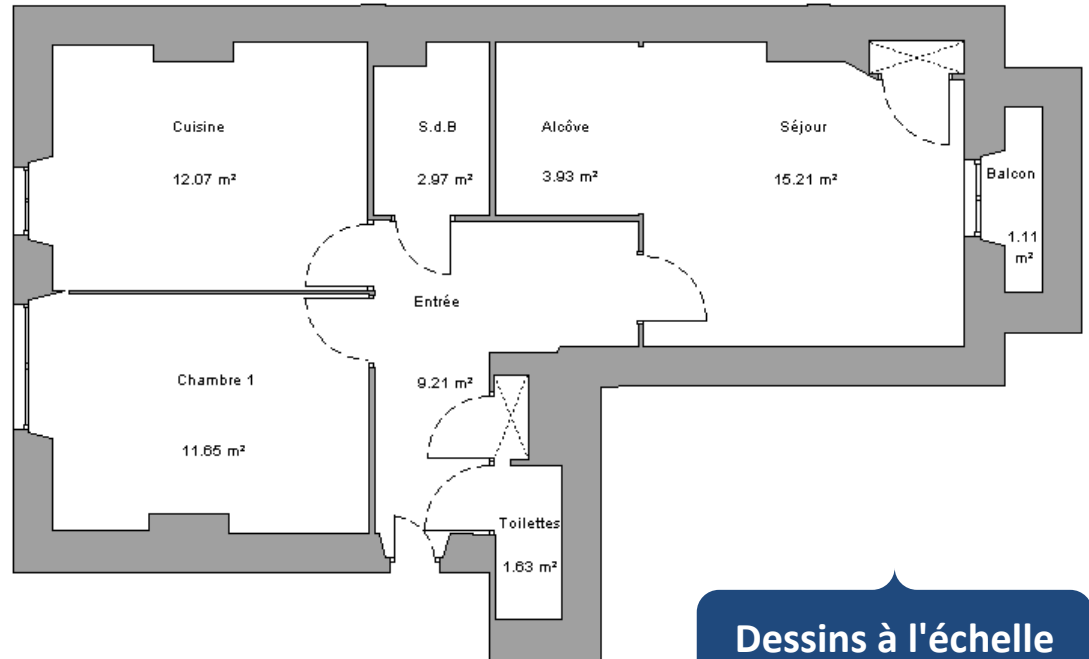 Cuisine
12.07 m²
S.d.B
2.97 m²
Alcôve
3.93 m²
Séjour
15.21 m²
Balcon
1.11
m²
Entrée
9.21 m²
Chambre 1
11.65 m²
Toilettes
1.63 m²
Dessins à l'échelle